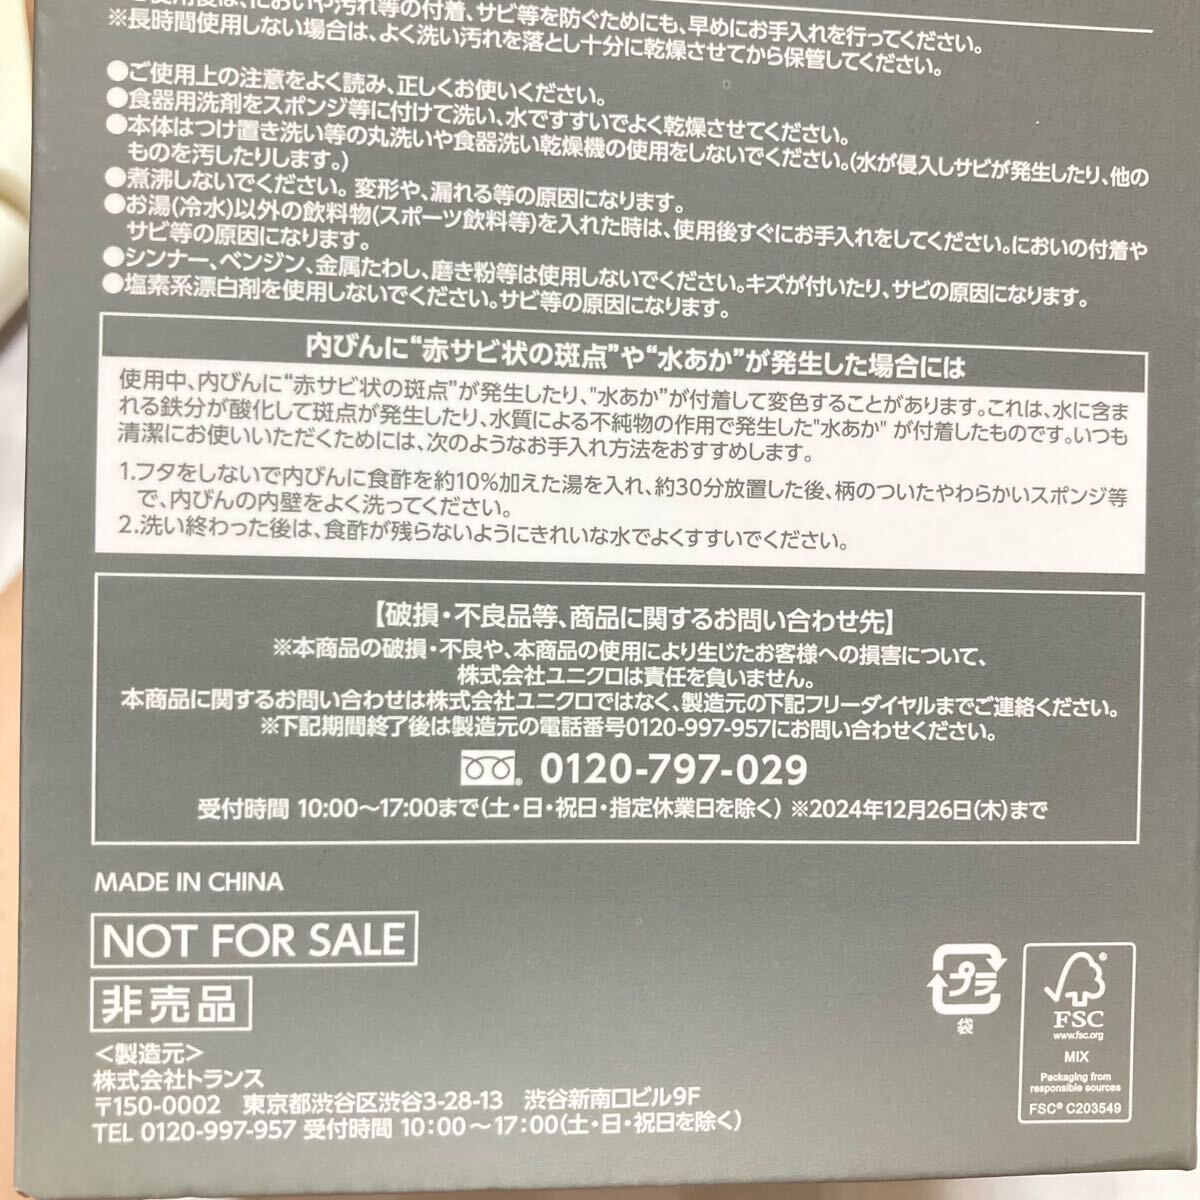 ご使用後は、においや汚れ等の付着、サビ等を防ぐためにも、早めにお手入れを行ってください。
※長時間使用しない場合は、よく洗い汚れを落とし十分に乾燥させてから保管してください。
●ご使用上の注意をよく読み、正しくお使いください。
●食器用洗剤をスポンジ等に付けて洗い、水ですすいでよく乾燥させてください。
●本体はつけ置き洗い等の丸洗いや食器洗い乾燥機の使用をしないでください。(水が侵入しサビが発生したり、他の
ものを汚したりします。)
●煮沸しないでください。変形や、漏れる等の原因になります。
●お湯(冷水)以外の飲料物(スポーツ飲料等)を入れた時は、使用後すぐにお手入れをしてください。においの付着や
サビ等の原因になります。
●シンナー、ベンジン、金属たわし、磨き粉等は使用しないでください。キズが付いたり、サビの原因になります。
●塩素系漂白剤を使用しないでください。サビ等の原因になります。
内びんに“赤サビ状の斑点”や“水あか”が発生した場合には
使用中、内びんに“赤サビ状の斑点”が発生したり、"水あか"が付着して変色することがあります。これは、水に含ま
れる鉄分が酸化して斑点が発生したり、水質による不純物の作用で発生した"水あか" が付着したものです。いつも
清潔にお使いいただくためには、次のようなお手入れ方法をおすすめします。
1.フタをしないで内びんに食酢を約10%加えた湯を入れ、約30分放置した後、柄のついたやわらかいスポンジ等
で、内びんの内壁をよく洗ってください。
2.洗い終わった後は、食酢が残らないようにきれいな水でよくすすいでください。
【破損・不良品等、商品に関するお問い合わせ先】
※本商品の破損・不良や、本商品の使用により生じたお客様への損害について、
株式会社ユニクロは責任を負いません。
本商品に関するお問い合わせは株式会社ユニクロではなく、製造元の下記フリーダイヤルまでご連絡ください。
※下記期間終了後は製造元の電話番号0120-997-957にお問い合わせください。
0120-797-029
受付時間 10:00〜17:00まで(土・日・祝日・指定休業日を除く) ※2024年12月26日(木)まで
MADE IN CHINA
NOT FOR SALE
非売品
<製造元>
株式会社トランス
〒150-0002 東京都渋谷区渋谷3-28-13 渋谷新南口ビル9F
TEL 0120-997-957 受付時間 10:00〜17:00(土・日・祝日を除く)
プラ
袋
FSC
www.fsc.org
MIX
Packaging from
responsible sources
FSC® C203549